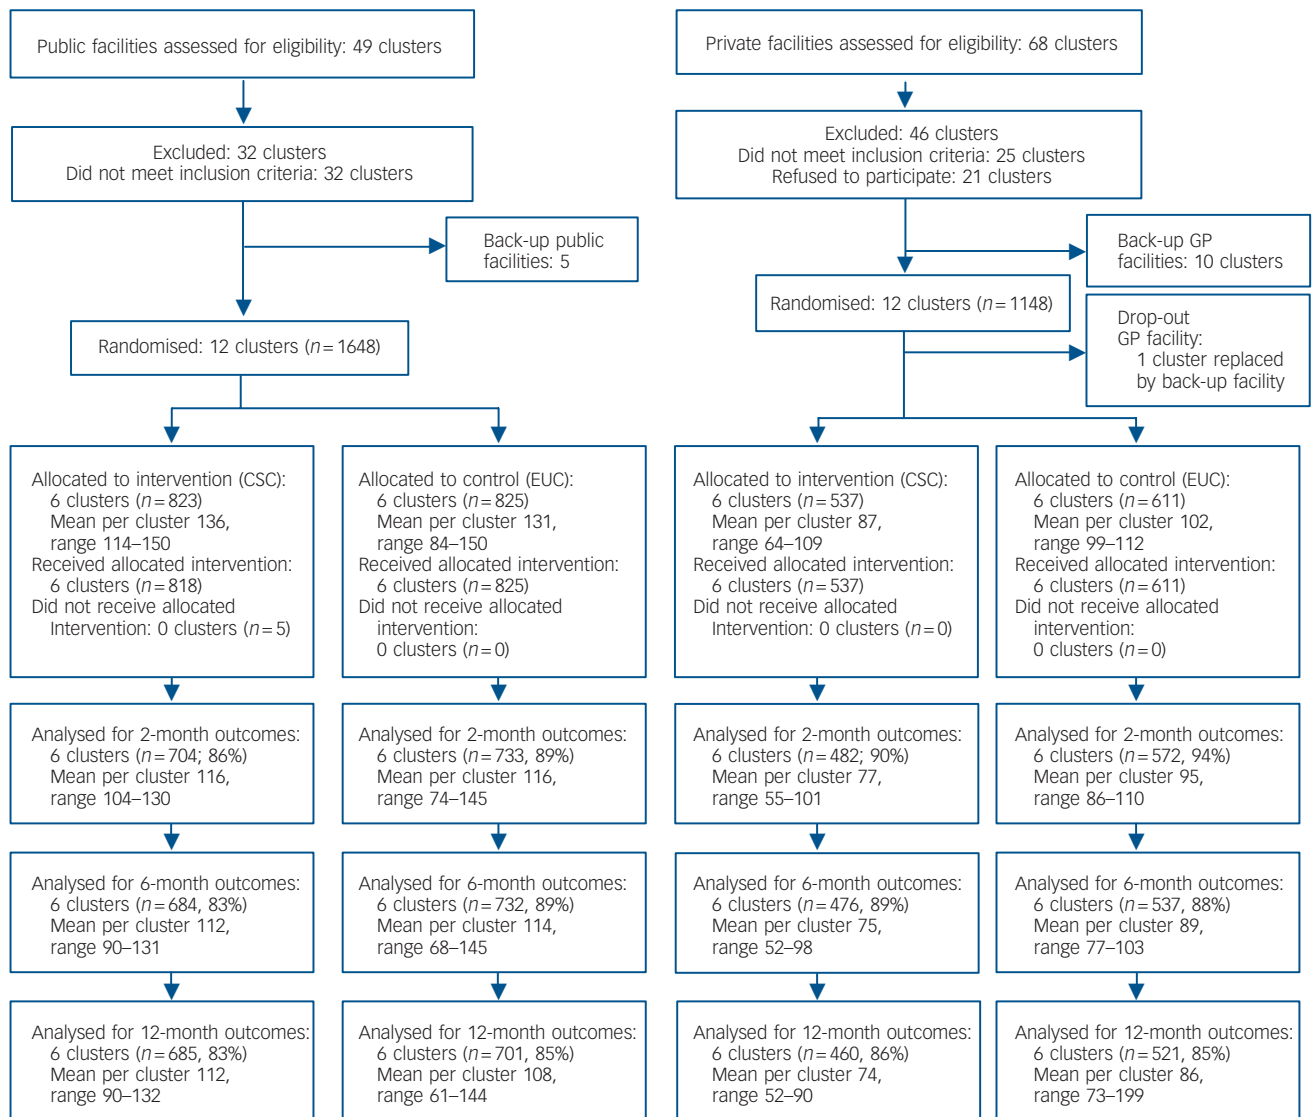 Public facilities assessed for eligibility: 49 clusters
Excluded: 32 clusters
Did not meet inclusion criteria: 32 clusters
Back-up public
facilities: 5
Randomised: 12 clusters (n=1648)
Allocated to intervention (CSC):
6 clusters (n=823)
Mean per cluster 136,
range 114–150
Received allocated intervention:
6 clusters (n=818)
Did not receive allocated
Intervention: 0 clusters (n=5)
Analysed for 2-month outcomes:
6 clusters (n=704; 86%)
Mean per cluster 116,
range 104–130
Analysed for 6-month outcomes:
6 clusters (n=684, 83%)
Mean per cluster 112,
range 90–131
Analysed for 12-month outcomes:
6 clusters (n=685, 83%)
Mean per cluster 112,
range 90–132
Allocated to control (EUC):
6 clusters (n=825)
Mean per cluster 131,
range 84–150
Received allocated intervention:
6 clusters (n=825)
Did not receive allocated
intervention:
0 clusters (n=0)
Analysed for 2-month outcomes:
6 clusters (n=733, 89%)
Mean per cluster 116,
range 74–145
Analysed for 6-month outcomes:
6 clusters (n=732, 89%)
Mean per cluster 114,
range 68–145
Analysed for 12-month outcomes:
6 clusters (n=701, 85%)
Mean per cluster 108,
range 61–144
Private facilities assessed for eligibility: 68 clusters
Excluded: 46 clusters
Did not meet inclusion criteria: 25 clusters
Refused to participate: 21 clusters
Back-up GP
facilities: 10 clusters
Randomised: 12 clusters (n=1148)
Drop-out
GP facility:
1 cluster replaced
by back-up facility
Allocated to intervention (CSC):
6 clusters (n=537)
Mean per cluster 87,
range 64–109
Received allocated intervention:
6 clusters (n=537)
Did not receive allocated
Intervention: 0 clusters (n=0)
Analysed for 2-month outcomes:
6 clusters (n=482; 90%)
Mean per cluster 77,
range 55–101
Analysed for 6-month outcomes:
6 clusters (n=476, 89%)
Mean per cluster 75,
range 52–98
Analysed for 12-month outcomes:
6 clusters (n=460, 86%)
Mean per cluster 74,
range 52–90
Allocated to control (EUC):
6 clusters (n=611)
Mean per cluster 102,
range 99–112
Received allocated intervention:
6 clusters (n=611)
Did not receive allocated
intervention:
0 clusters (n=0)
Analysed for 2-month outcomes:
6 clusters (n=572, 94%)
Mean per cluster 95,
range 86–110
Analysed for 6-month outcomes:
6 clusters (n=537, 88%)
Mean per cluster 89,
range 77–103
Analysed for 12-month outcomes:
6 clusters (n=521, 85%)
Mean per cluster 86,
range 73–199